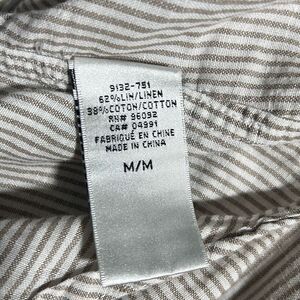 9132-751
62%LIN/LINEN
38%COTON/COTTON
RN# 96092
CA# 04991
FABRIQUÉ EN CHINE
MADE IN CHINA
M/M